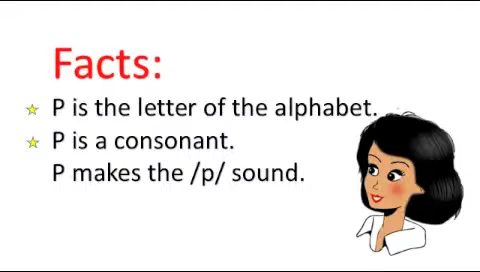 Facts:
P is the letter of the alphabet.
P is a consonant.
P makes the /p/ sound.